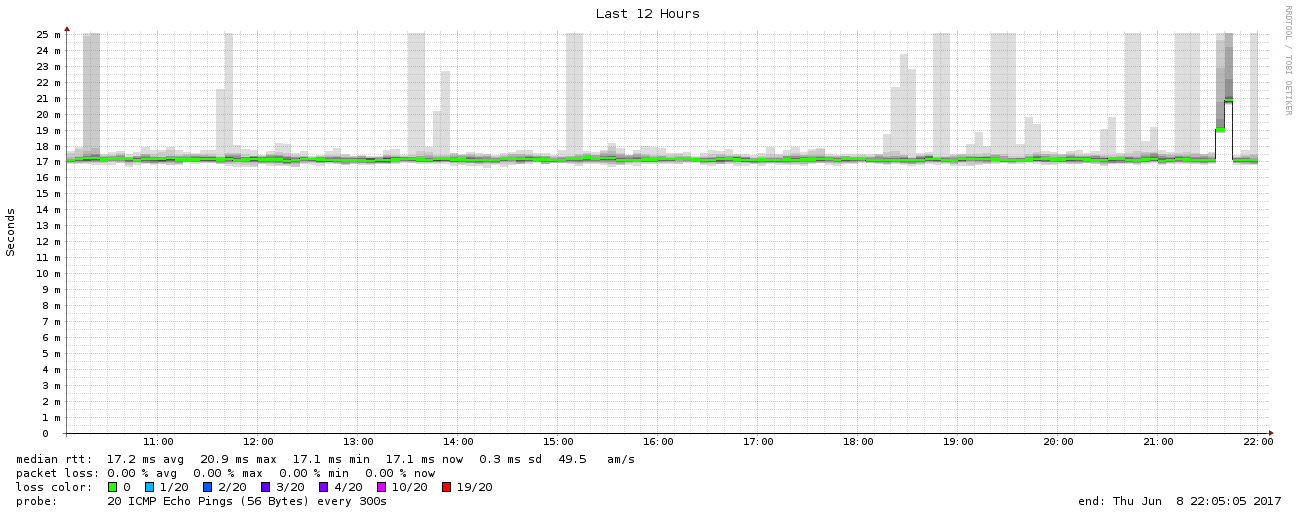 Last 12 Hours
RRDTOOL / TOBI OETIKER
Seconds
25 m
24 m
23 m
22 m
21 m
20 m
19 m
18 m
17 m
16 m
15 m
14 m
13 m
12 m
11 m
10 m
9 m
8 m
7 m
6 m
5 m
4 m
3 m
2 m
1 m
0
11:00 12:00 13:00 14:00 15:00 16:00 17:00 18:00 19:00 20:00 21:00 22:00
median rtt: 17.2 ms avg 20.9 ms max 17.1 ms min 17.1 ms now 0.3 ms sd 49.5 am/s
packet loss: 0.00 % avg 0.00 % max 0.00 % min 0.00 % now
loss color: 0 1/20 2/20 3/20 4/20 10/20 19/20
probe: 20 ICMP Echo Pings (56 Bytes) every 300s end: Thu Jun 8 22:05:05 2017